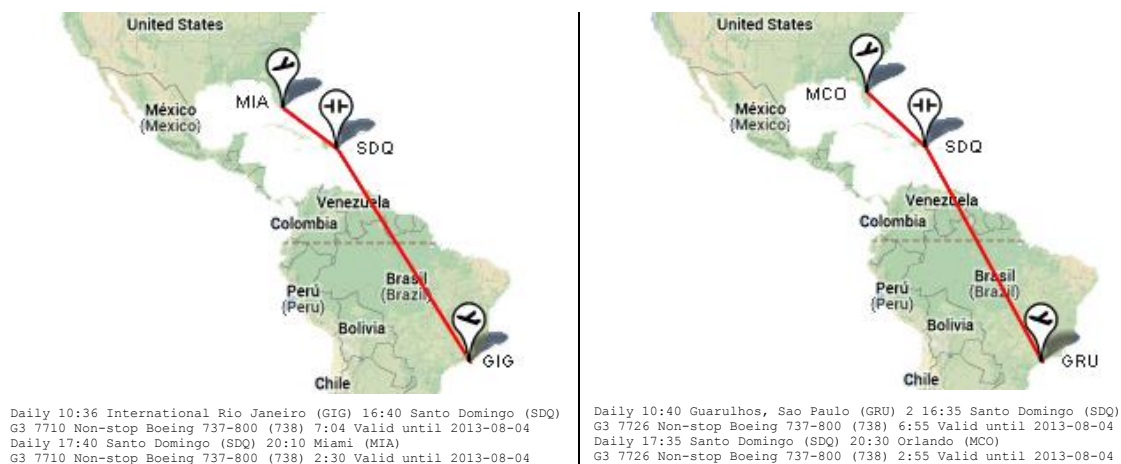 United States
MIA
México
(Mexico)
SDQ
Venezuela
Colombia
Brasil
(Brazil)
Perú
(Peru)
Bolivia
GIG
Chile
Daily 10:36 International Rio Janeiro (GIG) 16:40 Santo Domingo (SDQ)
G3 7710 Non-stop Boeing 737-800 (738) 7:04 Valid until 2013-08-04
Daily 17:40 Santo Domingo (SDQ) 20:10 Miami (MIA)
G3 7710 Non-stop Boeing 737-800 (738) 2:30 Valid until 2013-08-04
United States
MCO
México
(Mexico)
SDQ
Venezuela
Colombia
Brasil
(Brazil)
Perú
(Peru)
Bolivia
GRU
Chile
Daily 10:40 Guarulhos, Sao Paulo (GRU) 2 16:35 Santo Domingo (SDQ)
G3 7726 Non-stop Boeing 737-800 (738) 6:55 Valid until 2013-08-04
Daily 17:35 Santo Domingo (SDQ) 20:30 Orlando (MCO)
G3 7726 Non-stop Boeing 737-800 (738) 2:55 Valid until 2013-08-04